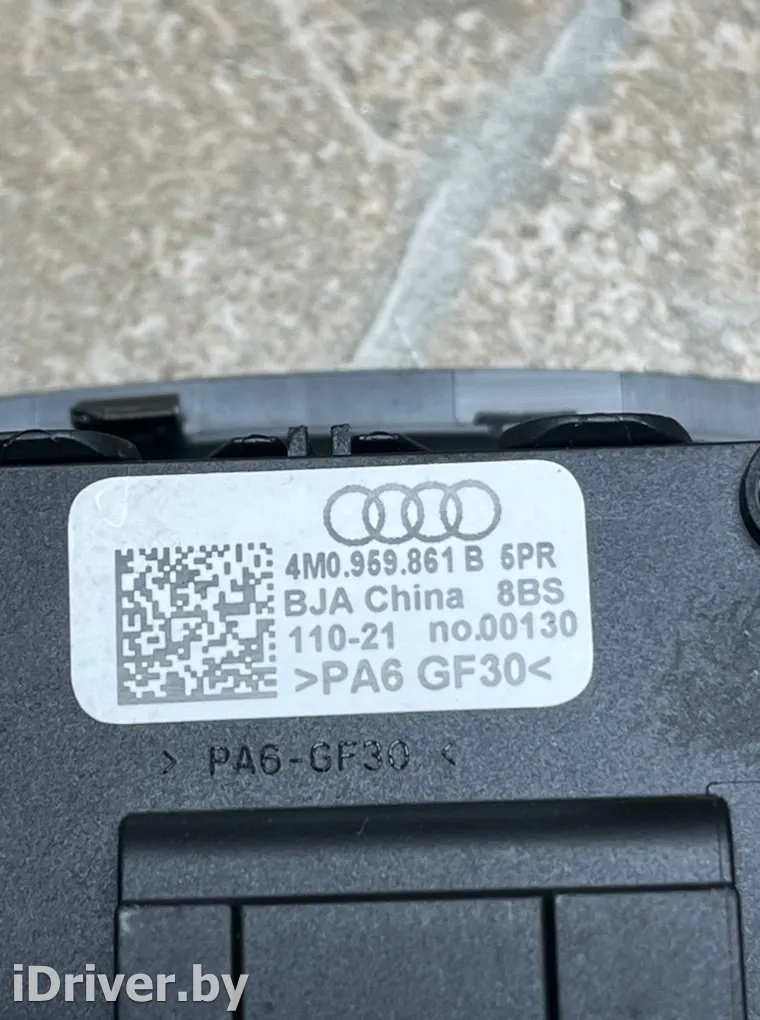 4M0.959.861 B 5PR
BJA China 8BS
110-21 no.00130
>PA6 GF30<
> PA6-GF30 <
iDriver.by